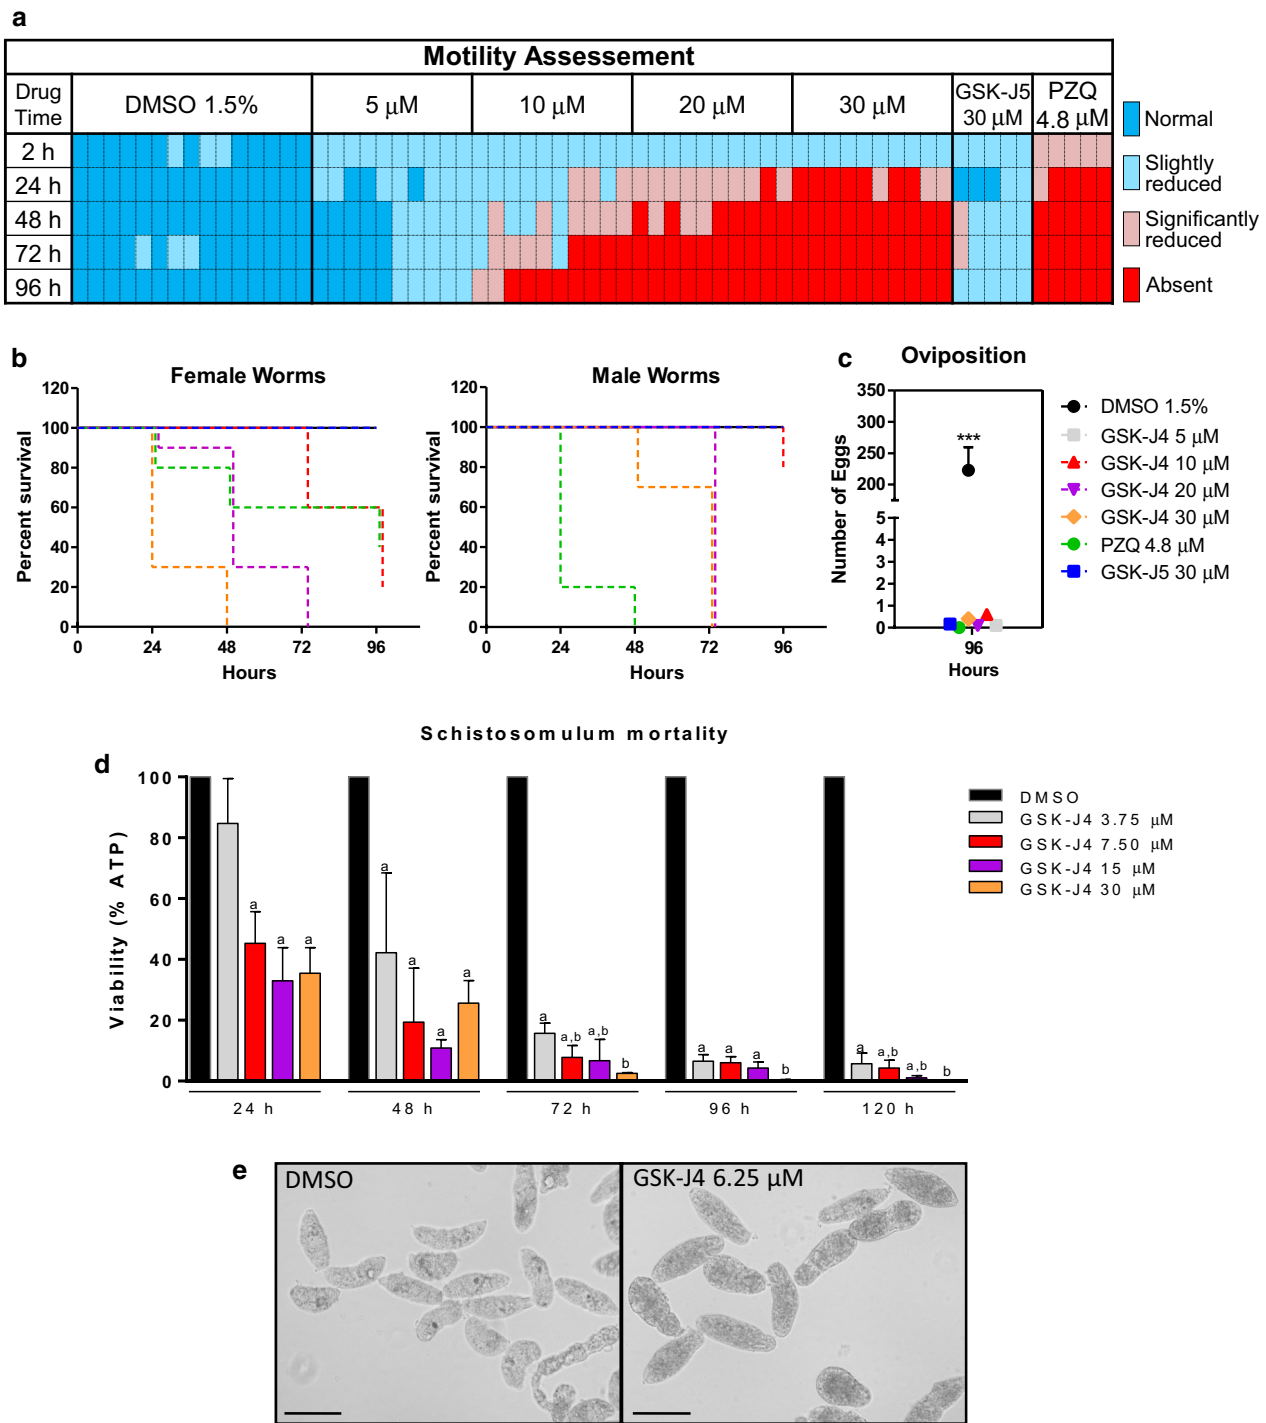 a
Motility Assessement
Drug
Time
DMSO 1.5%
5 μM
10 μM
20 μM
30 μM
GSK-J5
30 μM
PZQ
4.8 μM
2 h
24 h
48 h
72 h
96 h
Normal
Slightly
reduced
Significantly
reduced
Absent
b
Female Worms
Percent survival
120
100
80
60
40
20
0
0 24 48 72 96
Hours
Male Worms
Percent survival
120
100
80
60
40
20
0
0 24 48 72 96
Hours
c
Oviposition
Number of Eggs
350
300
250
200
5
4
3
2
1
0
***
96
Hours
DMSO 1.5%
GSK-J4 5 μM
GSK-J4 10 μM
GSK-J4 20 μM
GSK-J4 30 μM
PZQ 4.8 μM
GSK-J5 30 μM
Schistosomulum mortality
d
Viability (% ATP)
100
80
60
40
20
0
a a a
a a a a
a a,b a,b b
a a a b
a a,b a,b b
24 h 48 h 72 h 96 h 120 h
DMSO
GSK-J4 3.75 μM
GSK-J4 7.50 μM
GSK-J4 15 μM
GSK-J4 30 μM
e
DMSO
GSK-J4 6.25 μM